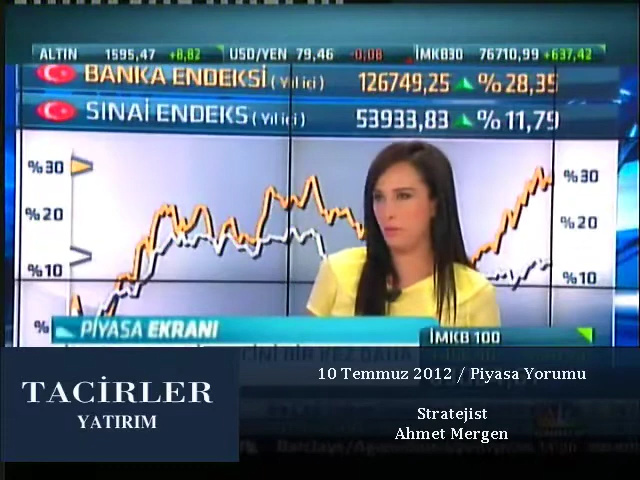 ALTIN 1595,47 +8,82 USD/YEN 79,46 -0,08 İMKB30 76710,99 +637,42
BANKA ENDEKSİ (Yıl içi) 126749,25 %28,35
SINAİ ENDEKS (Yıl içi) 53933,83 %11,79
%30 %30
%20 %20
%10 %10
%
PİYASA EKRANI
İMKB 100
TACİRLER
YATIRIM
10 Temmuz 2012 / Piyasa Yorumu
Stratejist
Ahmet Mergen